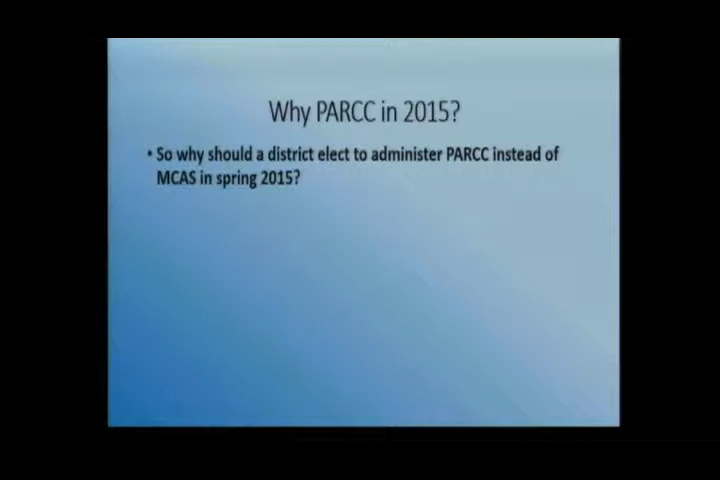 Why PARCC in 2015?
• So why should a district elect to administer PARCC instead of
MCAS in spring 2015?